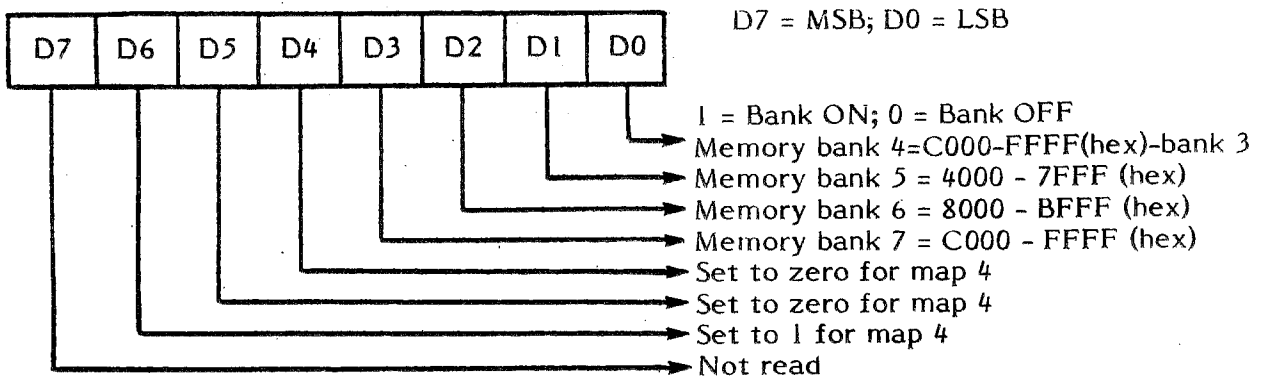 D7 = MSB; D0 = LSB
D7 D6 D5 D4 D3 D2 D1 D0
1 = Bank ON; 0 = Bank OFF
Memory bank 4=C000-FFFF(hex)-bank 3
Memory bank 5 = 4000 - 7FFF (hex)
Memory bank 6 = 8000 - BFFF (hex)
Memory bank 7 = C000 - FFFF (hex)
Set to zero for map 4
Set to zero for map 4
Set to 1 for map 4
Not read